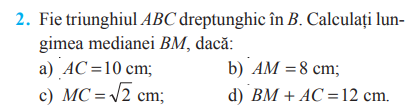 2. Fie triunghiul ABC dreptunghic în B. Calculați lun-
gimea medianei BM, dacă:
a) AC = 10 cm; b) AM = 8 cm;
c) MC = √2 cm; d) BM + AC = 12 cm.